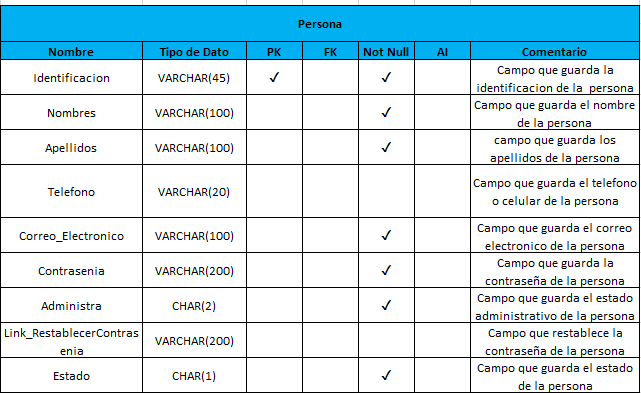 Persona
Nombre Tipo de Dato PK FK Not Null AI Comentario
Identificacion VARCHAR(45) ✓ ✓ Campo que guarda la
identificacion de la persona
Nombres VARCHAR(100) ✓ Campo que guarda el nombre
de la persona
Apellidos VARCHAR(100) ✓ campo que guarda los
apellidos de la persona
Telefono VARCHAR(20) Campo que guarda el telefono
o celular de la persona
Correo_Electronico VARCHAR(100) ✓ Campo que guarda el correo
electronico de la persona
Contrasenia VARCHAR(200) ✓ Campo que guarda la
contraseña de la persona
Administra CHAR(2) ✓ Campo que guarda el estado
administrativo de la persona
Link_RestablecerContras
enia VARCHAR(200) Campo que restablece la
contraseña de la persona
Estado CHAR(1) ✓ Campo que guarda el estado
de la persona